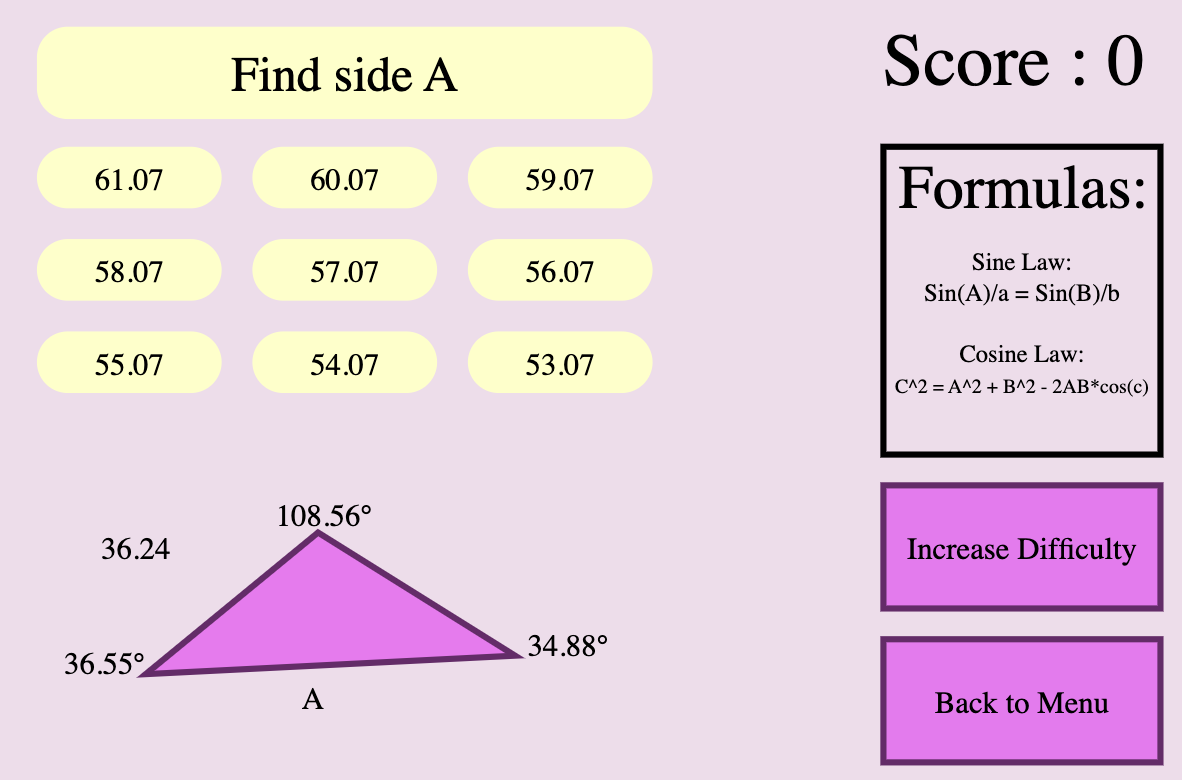 Find side A
Score : 0
61.07
60.07
59.07
58.07
57.07
56.07
55.07
54.07
53.07
Formulas:
Sine Law:
Sin(A)/a = Sin(B)/b
Cosine Law:
C^2 = A^2 + B^2 - 2AB*cos(c)
108.56°
36.24
36.55°
34.88°
A
Increase Difficulty
Back to Menu